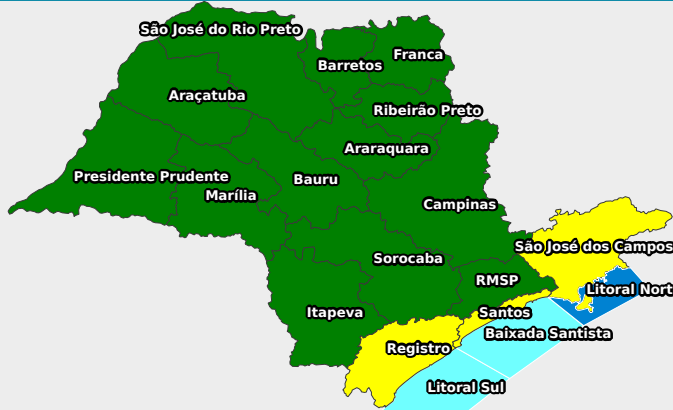 São José do Rio Preto
Franca
Barretos
Araçatuba
Ribeirão Preto
Araraquara
Presidente Prudente
Bauru
Marília
Campinas
São José dos Campos
Sorocaba
RMSP
Litoral Nort
Itapeva
Santos
Baixada Santista
Registro
Litoral Sul